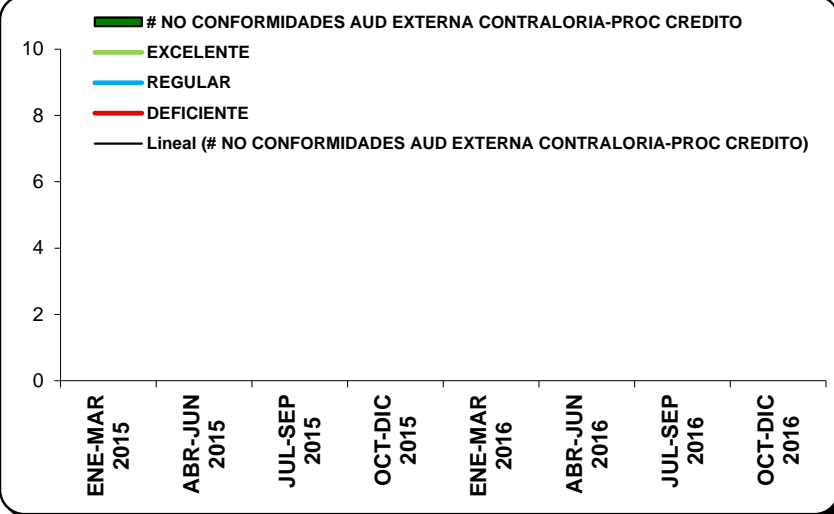 # NO CONFORMIDADES AUD EXTERNA CONTRALORIA-PROC CREDITO
EXCELENTE
REGULAR
DEFICIENTE
Lineal (# NO CONFORMIDADES AUD EXTERNA CONTRALORIA-PROC CREDITO)
10
8
6
4
2
0
ENE-MAR
2015
ABR-JUN
2015
JUL-SEP
2015
OCT-DIC
2015
ENE-MAR
2016
ABR-JUN
2016
JUL-SEP
2016
OCT-DIC
2016